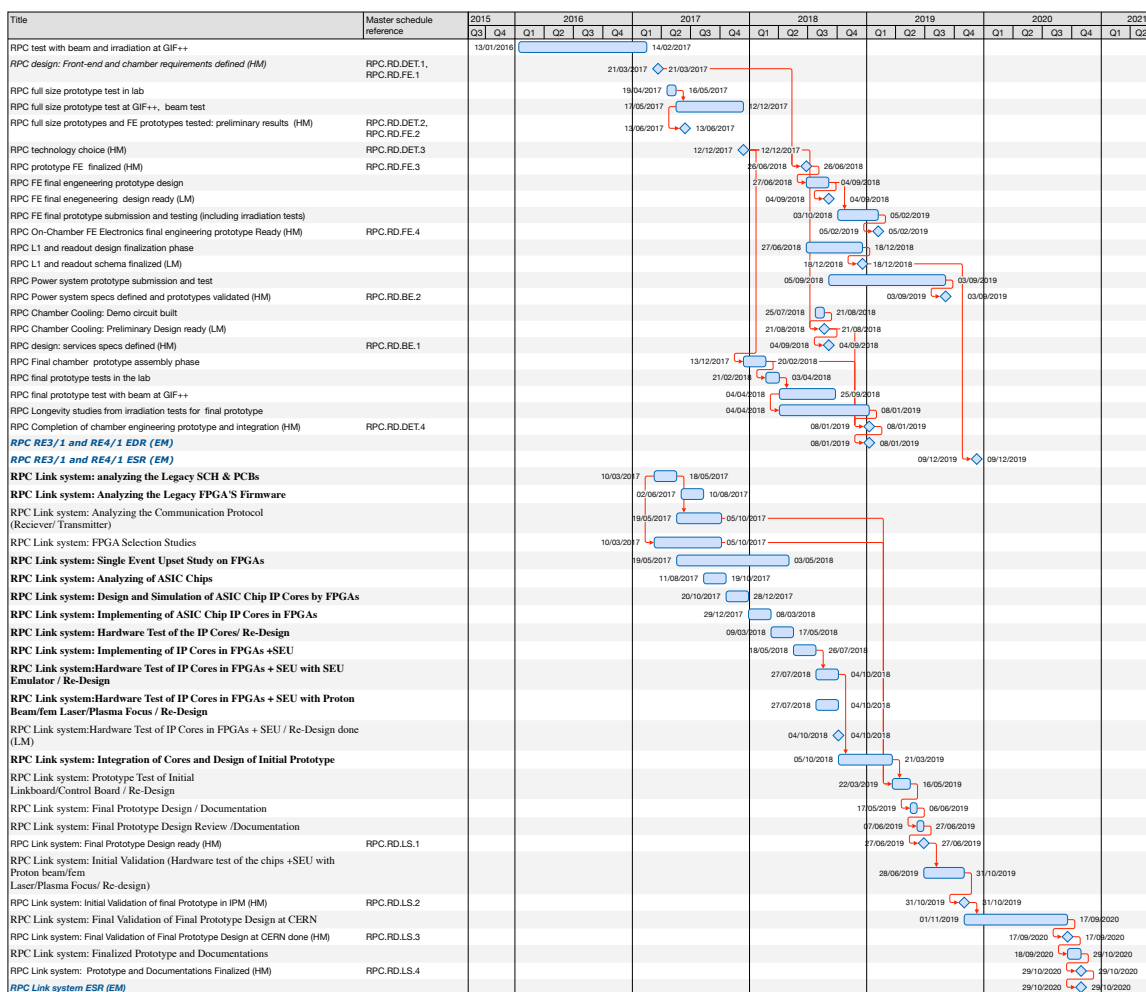 Title Master schedule 2015 2016 2017 2018 2019 2020 2021
reference Q3 Q4 Q1 Q2 Q3 Q4 Q1 Q2 Q3 Q4 Q1 Q2 Q3 Q4 Q1 Q2 Q3 Q4 Q1 Q2 Q3 Q4 Q1 Q2
RPC test with beam and irradiation at GIF++ 13/01/2016 14/02/2017
RPC design: Front-end and chamber requirements defined (HM) RPC.RD.DET.1, 21/03/2017 21/03/2017
RPC.RD.FE.1
RPC full size prototype test in lab 19/04/2017 16/05/2017
RPC full size prototype test at GIF++, beam test 17/05/2017 12/12/2017
RPC full size prototypes and FE prototypes tested: preliminary results (HM) RPC.RD.DET.2, 13/06/2017 13/06/2017
RPC.RD.FE.2
RPC technology choice (HM) RPC.RD.DET.3 12/12/2017 12/12/2017
RPC prototype FE finalized (HM) RPC.RD.FE.3 26/06/2018 26/06/2018
RPC FE final engeneering prototype design 27/06/2018 04/09/2018
RPC FE final enegeneering design ready (LM) 04/09/2018 04/09/2018
RPC FE final prototype submission and testing (including irradiation tests) 03/10/2018 05/02/2019
RPC On-Chamber FE Electronics final engineering prototype Ready (HM) RPC.RD.FE.4 05/02/2019 05/02/2019
RPC L1 and readout design finalization phase 27/06/2018 18/12/2018
RPC L1 and readout schema finalized (LM) 18/12/2018 18/12/2018
RPC Power system prototype submission and test 05/09/2018 03/09/2019
RPC Power system specs defined and prototypes validated (HM) RPC.RD.BE.2 03/09/2019 03/09/2019
RPC Chamber Cooling: Demo circuit built 25/07/2018 21/08/2018
RPC Chamber Cooling: Preliminary Design ready (LM) 21/08/2018 21/08/2018
RPC design: services specs defined (HM) RPC.RD.BE.1 04/09/2018 04/09/2018
RPC Final chamber prototype assembly phase 13/12/2017 20/02/2018
RPC final prototype tests in the lab 21/02/2018 03/04/2018
RPC final prototype test with beam at GIF++ 04/04/2018 25/09/2018
RPC Longevity studies from irradiation tests for final prototype 04/04/2018 08/01/2019
RPC Completion of chamber engineering prototype and integration (HM) RPC.RD.DET.4 08/01/2019 08/01/2019
RPC RE3/1 and RE4/1 EDR (EM) 08/01/2019 08/01/2019
RPC RE3/1 and RE4/1 ESR (EM) 09/12/2019 09/12/2019
RPC Link system: analyzing the Legacy SCH & PCBs 10/03/2017 18/05/2017
RPC Link system: Analyzing the Legacy FPGA'S Firmware 02/06/2017 10/08/2017
RPC Link system: Analyzing the Communication Protocol 19/05/2017 05/10/2017
(Reciever/ Transmitter)
RPC Link system: FPGA Selection Studies 10/03/2017 05/10/2017
RPC Link system: Single Event Upset Study on FPGAs 19/05/2017 03/05/2018
RPC Link system: Analyzing of ASIC Chips 11/08/2017 19/10/2017
RPC Link system: Design and Simulation of ASIC Chip IP Cores by FPGAs 20/10/2017 28/12/2017
RPC Link system: Implementing of ASIC Chip IP Cores in FPGAs 29/12/2017 08/03/2018
RPC Link system: Hardware Test of the IP Cores/ Re-Design 09/03/2018 17/05/2018
RPC Link system: Implementing of IP Cores in FPGAs +SEU 18/05/2018 26/07/2018
RPC Link system:Hardware Test of IP Cores in FPGAs + SEU with SEU 27/07/2018 04/10/2018
Emulator / Re-Design
RPC Link system:Hardware Test of IP Cores in FPGAs + SEU with Proton 27/07/2018 04/10/2018
Beam/fem Laser/Plasma Focus / Re-Design
RPC Link system:Hardware Test of IP Cores in FPGAs + SEU / Re-Design done 04/10/2018 04/10/2018
(LM)
RPC Link system: Integration of Cores and Design of Initial Prototype 05/10/2018 21/03/2019
RPC Link system: Prototype Test of Initial 22/03/2019 16/05/2019
Linkboard/Control Board / Re-Design
RPC Link system: Final Prototype Design / Documentation 17/05/2019 06/06/2019
RPC Link system: Final Prototype Design Review /Documentation 07/06/2019 27/06/2019
RPC Link system: Final Prototype Design ready (HM) RPC.RD.LS.1 27/06/2019 27/06/2019
RPC Link system: Initial Validation (Hardware test of the chips +SEU with
Proton beam/fem 28/06/2019 31/10/2019
Laser/Plasma Focus/ Re-design)
RPC Link system: Initial Validation of final Prototype in IPM (HM) RPC.RD.LS.2 31/10/2019 31/10/2019
RPC Link system: Final Validation of Final Prototype Design at CERN 01/11/2019 17/09/2020
RPC Link system: Final Validation of Final Prototype Design at CERN done (HM) RPC.RD.LS.3 17/09/2020 17/09/2020
RPC Link system: Finalized Prototype and Documentations 18/09/2020 29/10/2020
RPC Link system: Prototype and Documentations Finalized (HM) RPC.RD.LS.4 29/10/2020 29/10/2020
RPC Link system ESR (EM) 29/10/2020 29/10/2020